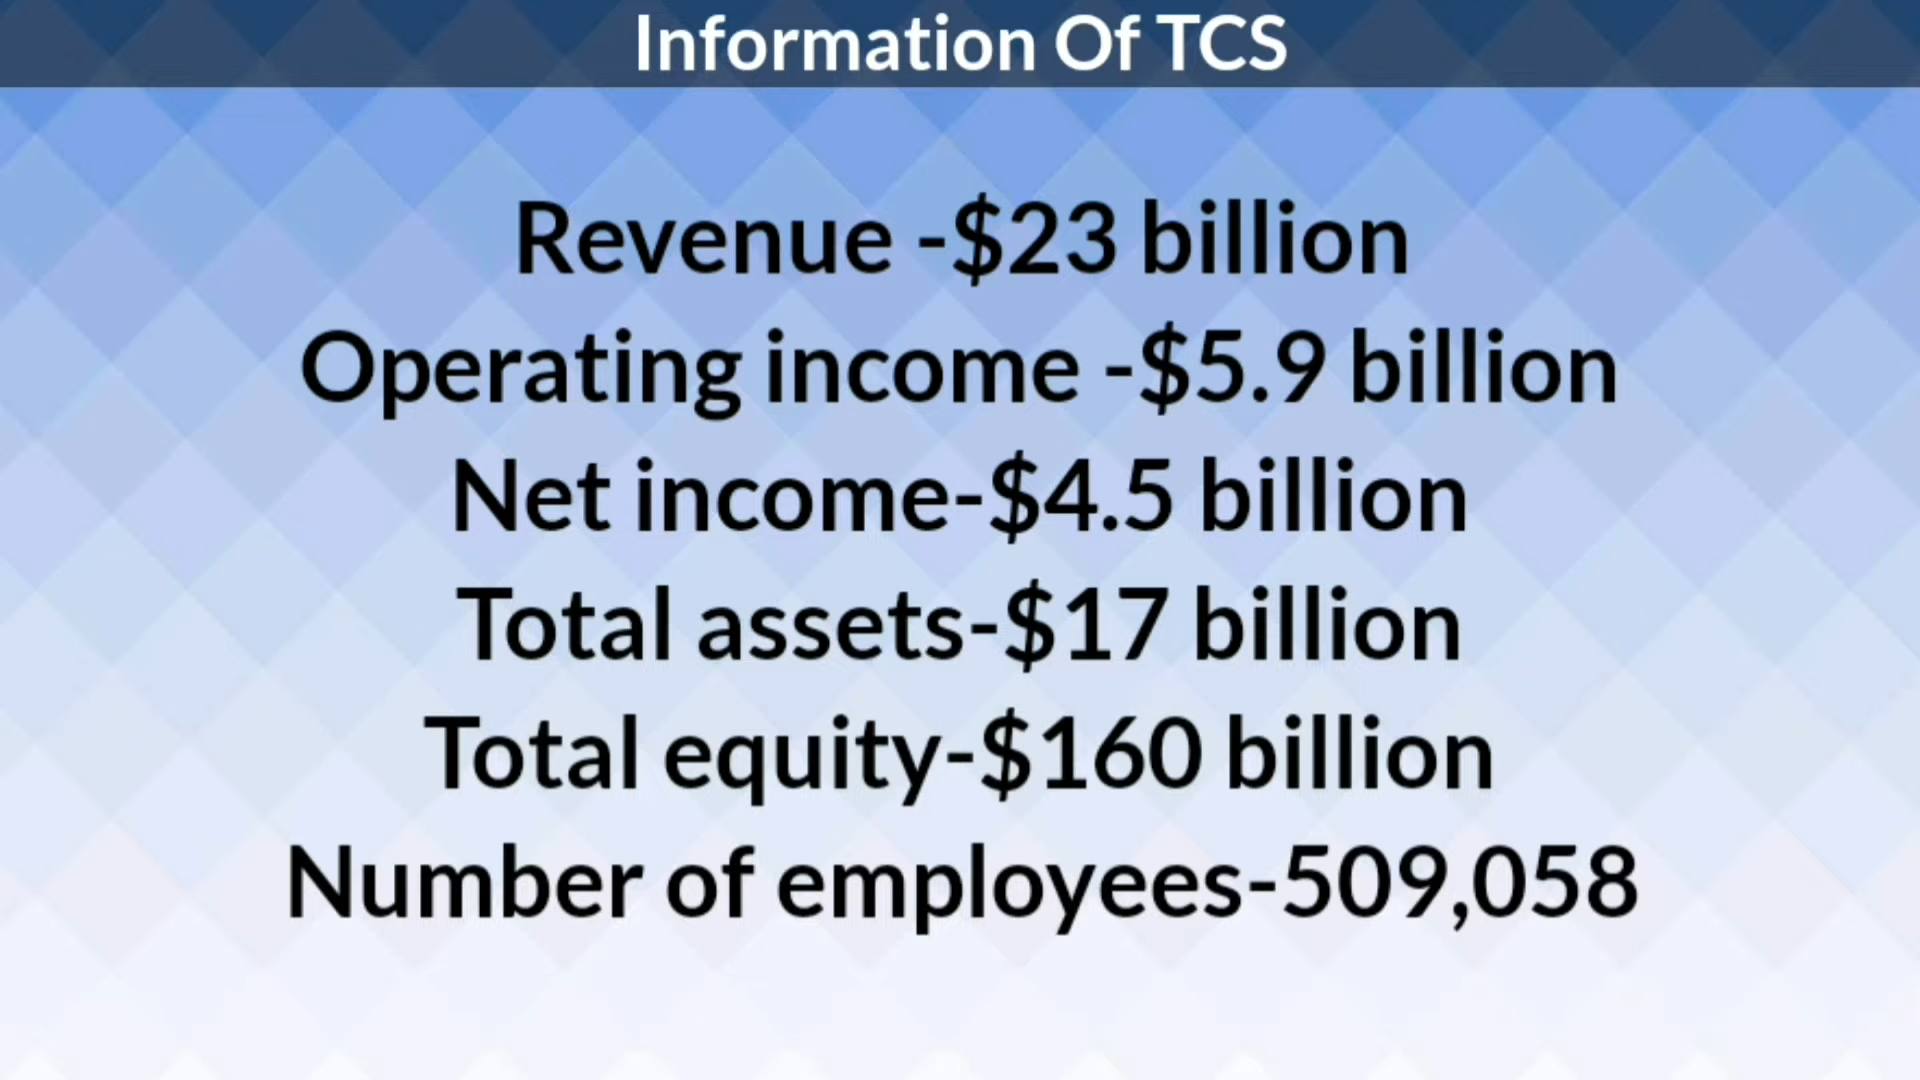 Information Of TCS
Revenue -$23 billion
Operating income -$5.9 billion
Net income-$4.5 billion
Total assets-$17 billion
Total equity-$160 billion
Number of employees-509,058